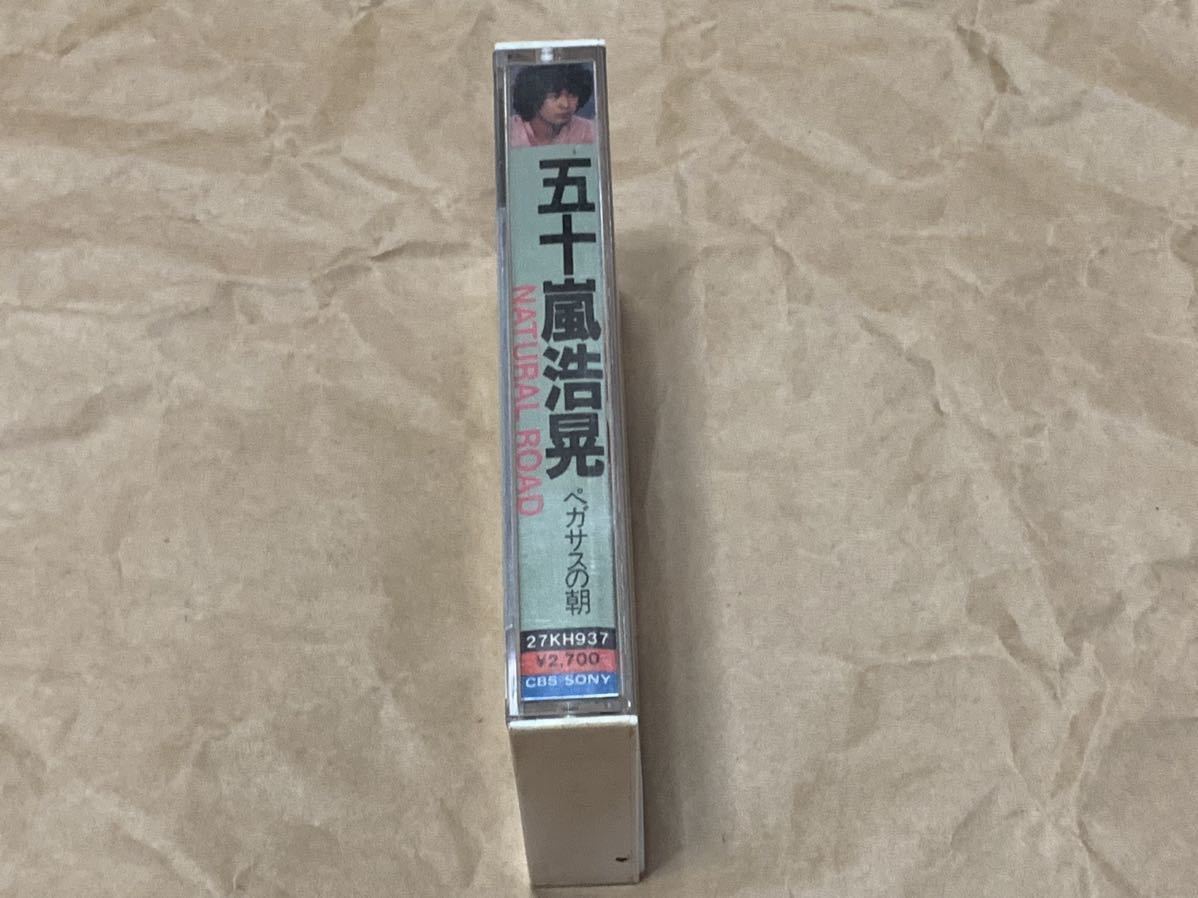 五十嵐浩晃
NATURAL ROAD
ペガサスの朝
27KH937
¥2,700
CBS SONY